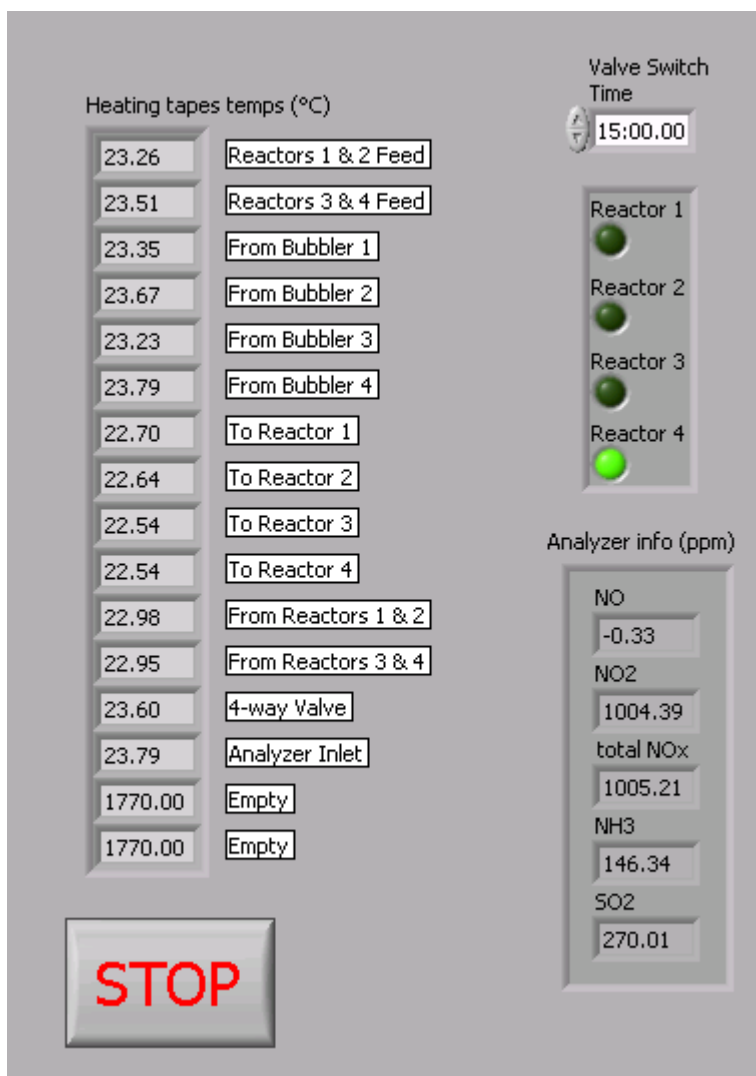 Heating tapes temps (°C)
23.26 Reactors 1 & 2 Feed
23.51 Reactors 3 & 4 Feed
23.35 From Bubbler 1
23.67 From Bubbler 2
23.23 From Bubbler 3
23.79 From Bubbler 4
22.70 To Reactor 1
22.64 To Reactor 2
22.54 To Reactor 3
22.54 To Reactor 4
22.98 From Reactors 1 & 2
22.95 From Reactors 3 & 4
23.60 4-way Valve
23.79 Analyzer Inlet
1770.00 Empty
1770.00 Empty
STOP
Valve Switch
Time
15:00.00
Reactor 1
Reactor 2
Reactor 3
Reactor 4
Analyzer info (ppm)
NO
-0.33
NO2
1004.39
total NOx
1005.21
NH3
146.34
SO2
270.01